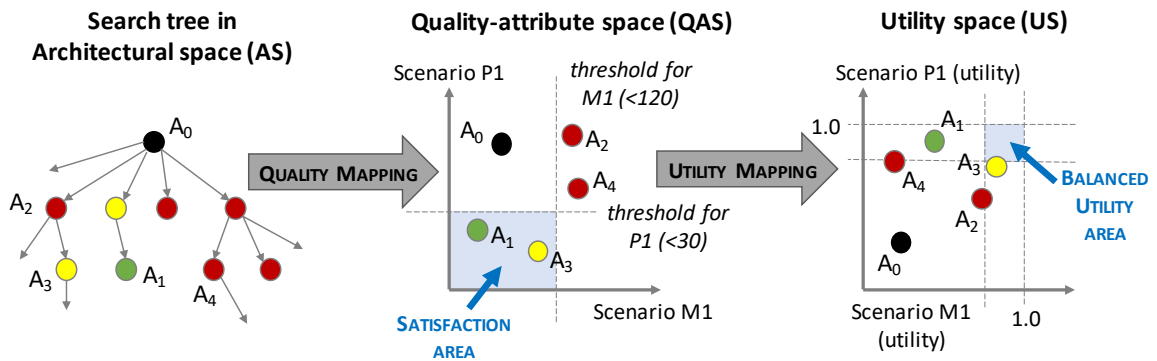 Search tree in
Architectural space (AS)
A0
A2
A3
A1
A4
QUALITY MAPPING
Quality-attribute space (QAS)
Scenario P1
threshold for
M1 (<120)
A0
A2
A4
threshold for
P1 (<30)
A1
A3
Scenario M1
SATISFACTION
AREA
UTILITY MAPPING
Utility space (US)
Scenario P1 (utility)
1.0
A1
A4
A3
A2
A0
BALANCED
UTILITY
AREA
Scenario M1
(utility)
1.0